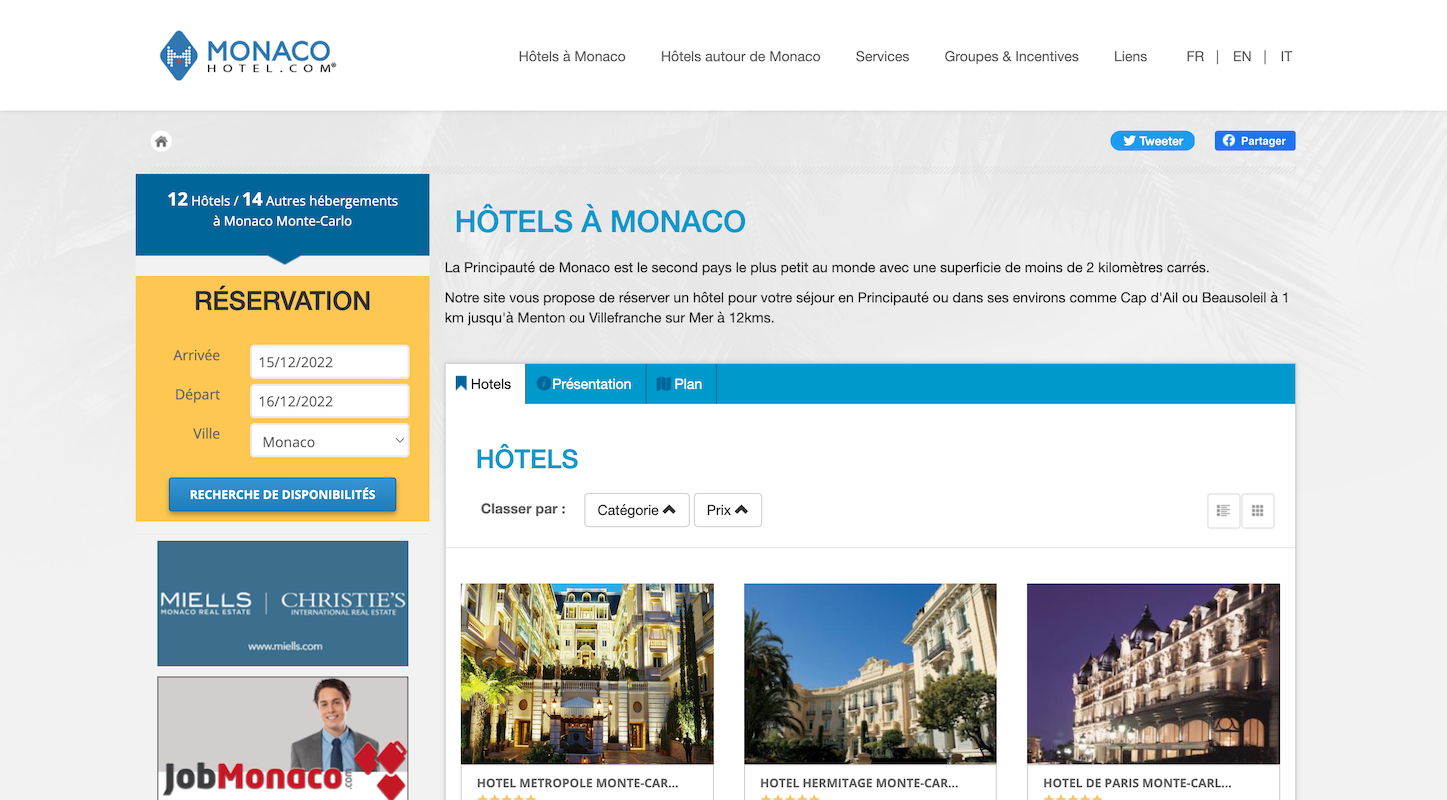 MONACO
HOTEL.COM®
Hôtels à Monaco
Hôtels autour de Monaco
Services
Groupes & Incentives
Liens
FR | EN | IT
Tweeter
Partager
12 Hôtels / 14 Autres hébergements
à Monaco Monte-Carlo
RÉSERVATION
Arrivée
15/12/2022
Départ
16/12/2022
Ville
Monaco
RECHERCHE DE DISPONIBILITÉS
MIELLS | CHRISTIE'S
MONACO REAL ESTATE INTERNATIONAL REAL ESTATE
www.miells.com
JobMonaco.com
HÔTELS À MONACO
La Principauté de Monaco est le second pays le plus petit au monde avec une superficie de moins de 2 kilomètres carrés.
Notre site vous propose de réserver un hôtel pour votre séjour en Principauté ou dans ses environs comme Cap d'Ail ou Beausoleil à 1
km jusqu'à Menton ou Villefranche sur Mer à 12kms.
Hotels
Présentation
Plan
HÔTELS
Classer par :
Catégorie
Prix
HOTEL METROPOLE MONTE-CAR...
HOTEL HERMITAGE MONTE-CAR...
HOTEL DE PARIS MONTE-CARL...